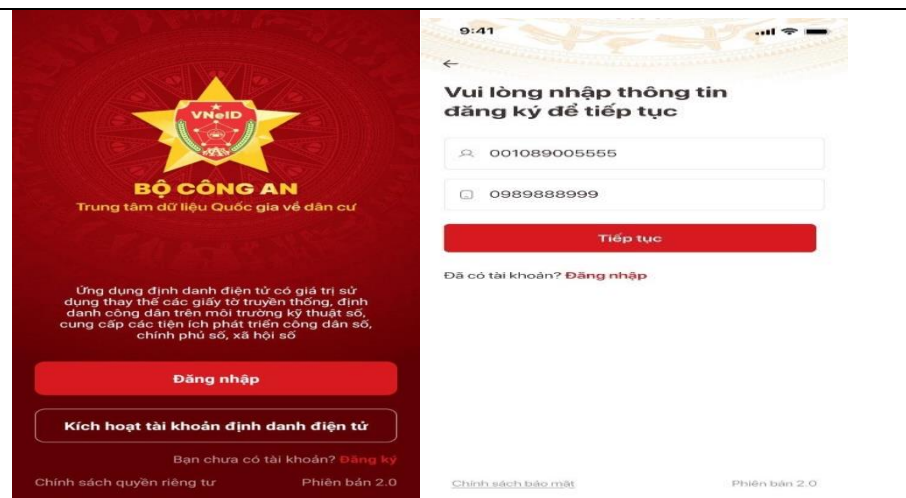 VNeID
BỘ CÔNG AN
Trung tâm dữ liệu Quốc gia về dân cư
Ứng dụng định danh điện tử có giá trị sử
dụng thay thế các giấy tờ truyền thống, định
danh công dân trên môi trường kỹ thuật số,
cung cấp các tiện ích phát triển công dân số,
chính phủ số, xã hội số
Đăng nhập
Kích hoạt tài khoản định danh điện tử
Bạn chưa có tài khoản? Đăng ký
Chính sách quyền riêng tư
Phiên bản 2.0
9:41
Vui lòng nhập thông tin
đăng ký để tiếp tục
001089005555
0989888999
Tiếp tục
Đã có tài khoản? Đăng nhập
Chính sách bảo mật
Phiên bản 2.0